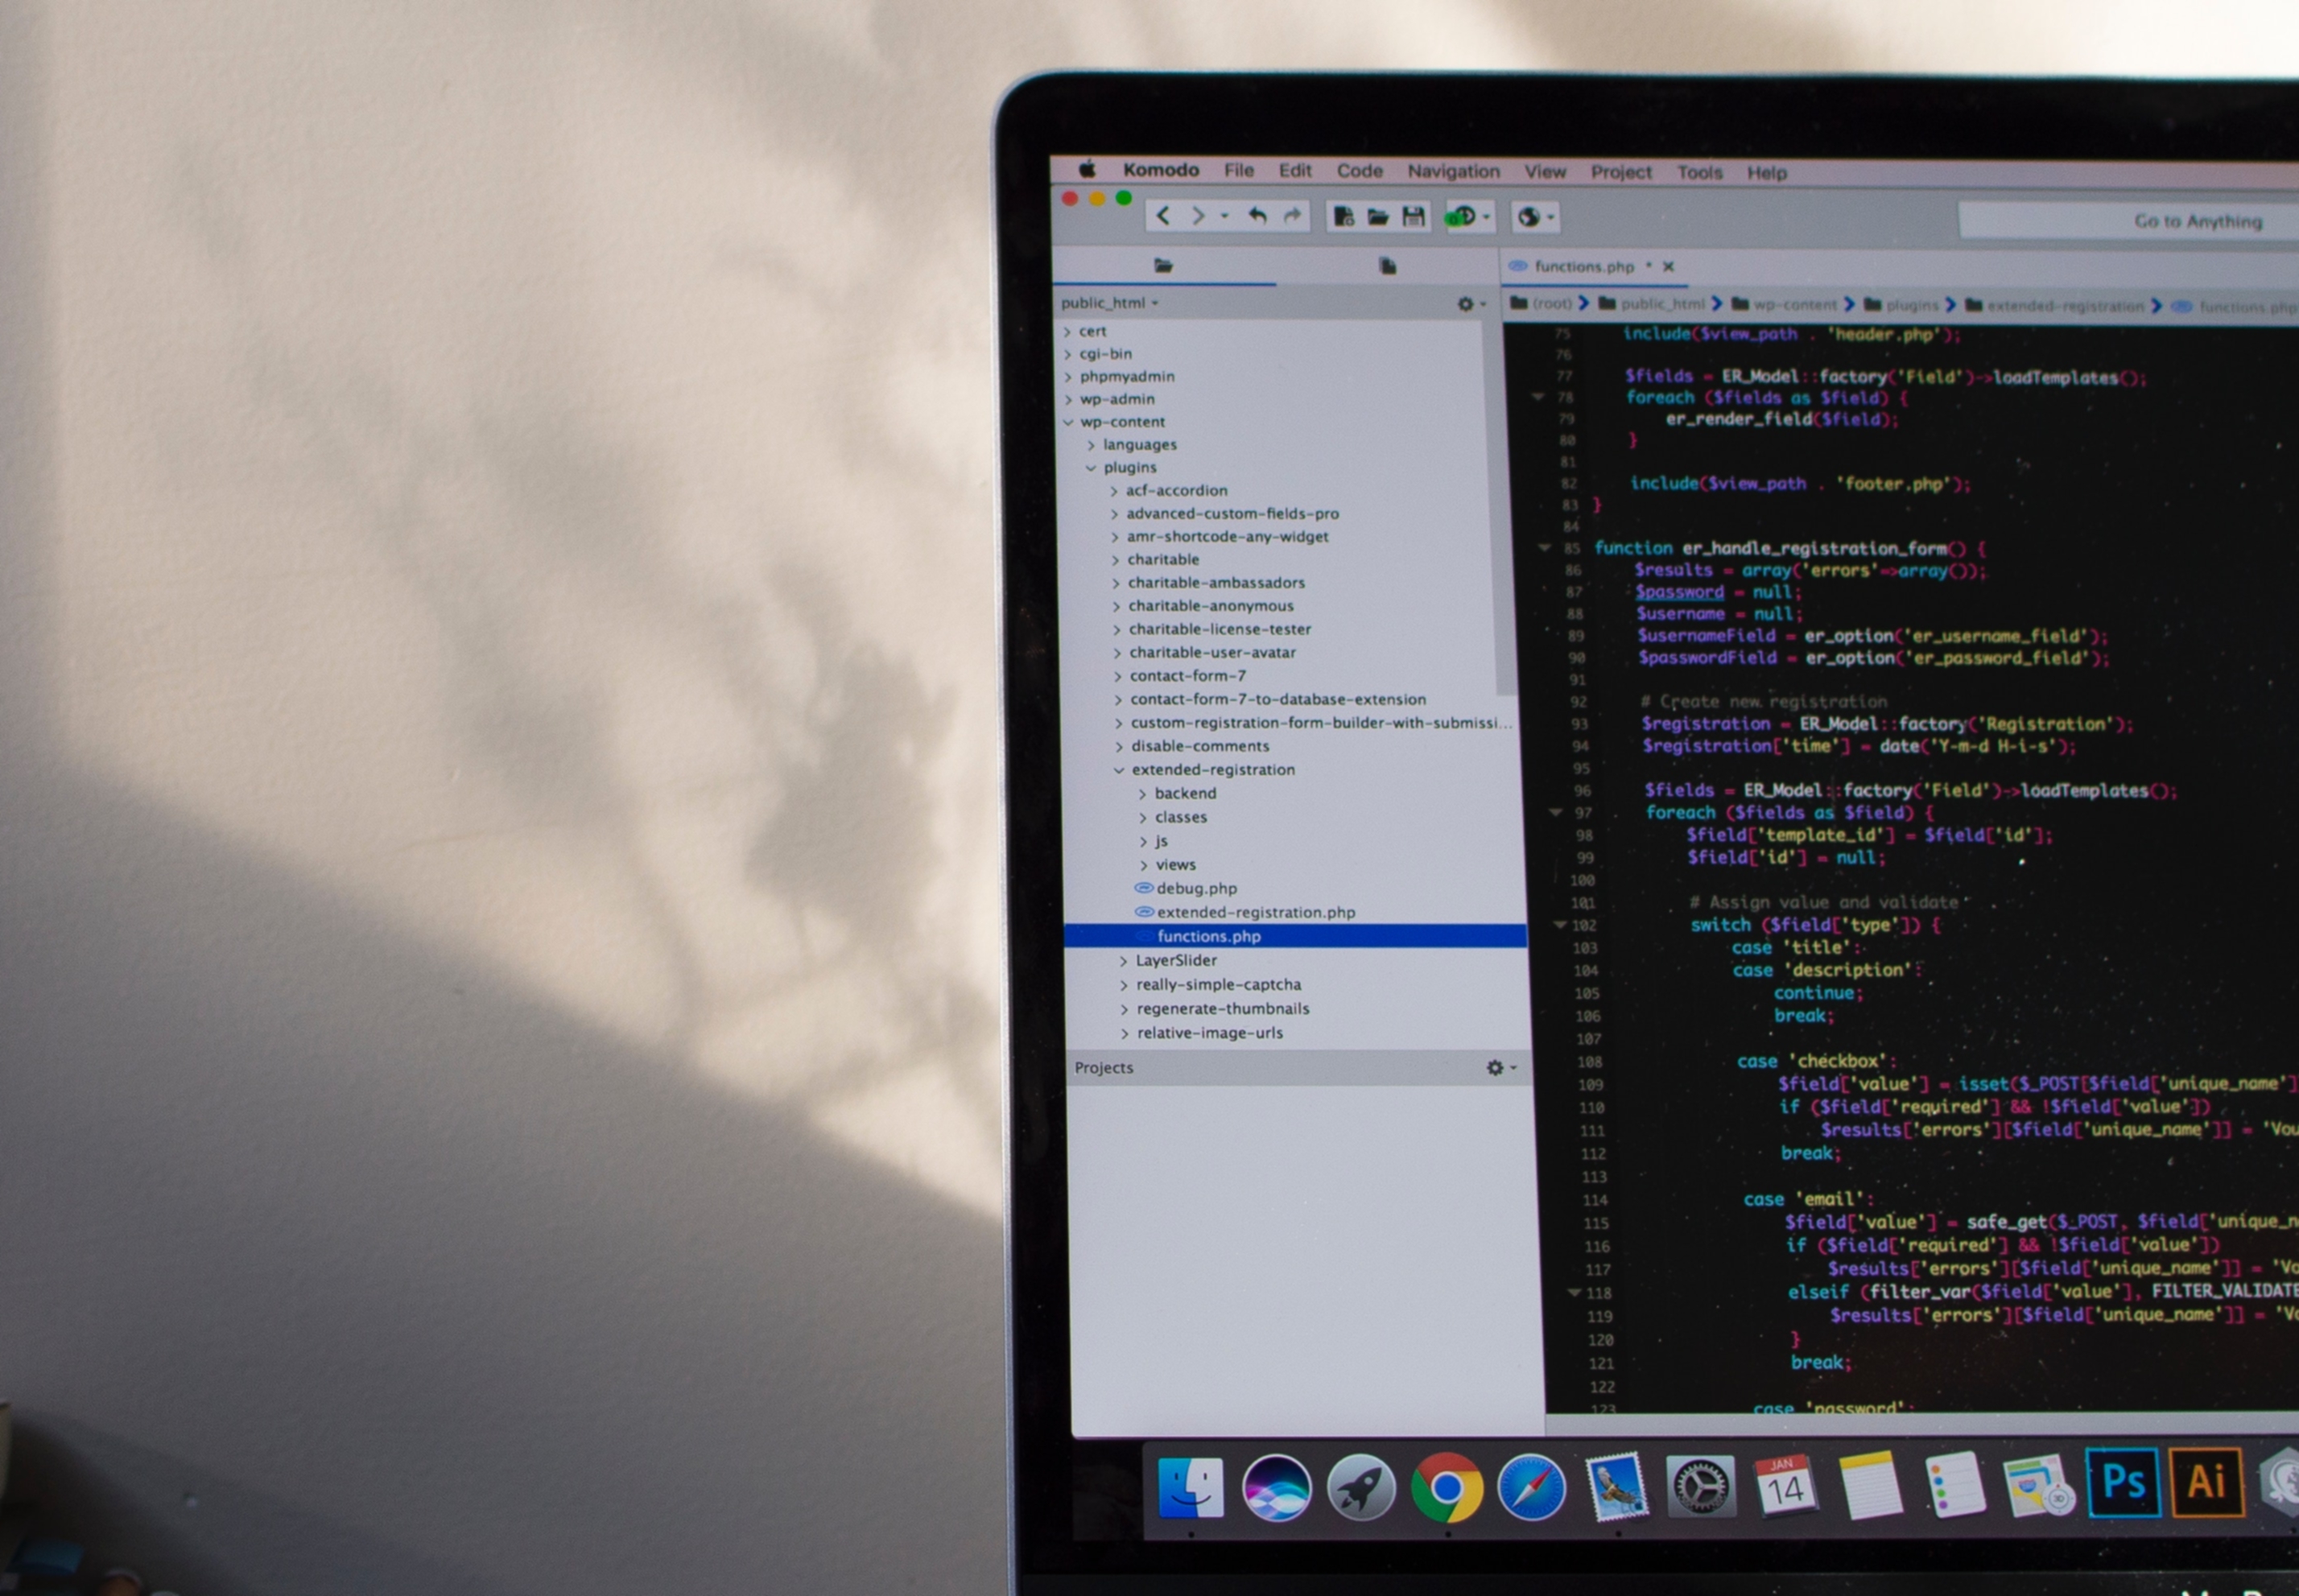 Komodo File Edit Code Navigation View Project Tools Help
Go to Anything
functions.php * ×
public_html
(root) public_html wp-content plugins extended-registration functions.php
cert
cgi-bin
phpmyadmin
wp-admin
wp-content
languages
plugins
acf-accordion
advanced-custom-fields-pro
amr-shortcode-any-widget
charitable
charitable-ambassadors
charitable-anonymous
charitable-license-tester
charitable-user-avatar
contact-form-7
contact-form-7-to-database-extension
custom-registration-form-builder-with-submissi...
disable-comments
extended-registration
backend
classes
js
views
debug.php
extended-registration.php
functions.php
LayerSlider
really-simple-captcha
regenerate-thumbnails
relative-image-urls
Projects
75 include($view_path . 'header.php');
76
77 $fields = ER_Model::factory('Field')->loadTemplates();
78 foreach ($fields as $field) {
79 er_render_field($field);
80 }
81
82 include($view_path . 'footer.php');
83 }
84
85 function er_handle_registration_form() {
86 $results = array('errors'=>array());
87 $password = null;
88 $username = null;
89 $usernameField = er_option('er_username_field');
90 $passwordField = er_option('er_password_field');
91
92 # Create new registration
93 $registration = ER_Model::factory('Registration');
94 $registration['time'] = date('Y-m-d H-i-s');
95
96 $fields = ER_Model::factory('Field')->loadTemplates();
97 foreach ($fields as $field) {
98 $field['template_id'] = $field['id'];
99 $field['id'] = null;
100
101 # Assign value and validate
102 switch ($field['type']) {
103 case 'title':
104 case 'description':
105 continue;
106 break;
107
108 case 'checkbox':
109 $field['value'] = isset($_POST[$field['unique_name']
110 if ($field['required'] && !$field['value'])
111 $results['errors'][$field['unique_name']] = 'You
112 break;
113
114 case 'email':
115 $field['value'] = safe_get($_POST, $field['unique_n
116 if ($field['required'] && !$field['value'])
117 $results['errors'][$field['unique_name']] = 'Yo
118 elseif (filter_var($field['value'], FILTER_VALIDATE
119 $results['errors'][$field['unique_name']] = 'Yo
120 }
121 break;
122
123 case 'password':
JAN
14
3D
Ps
Ai